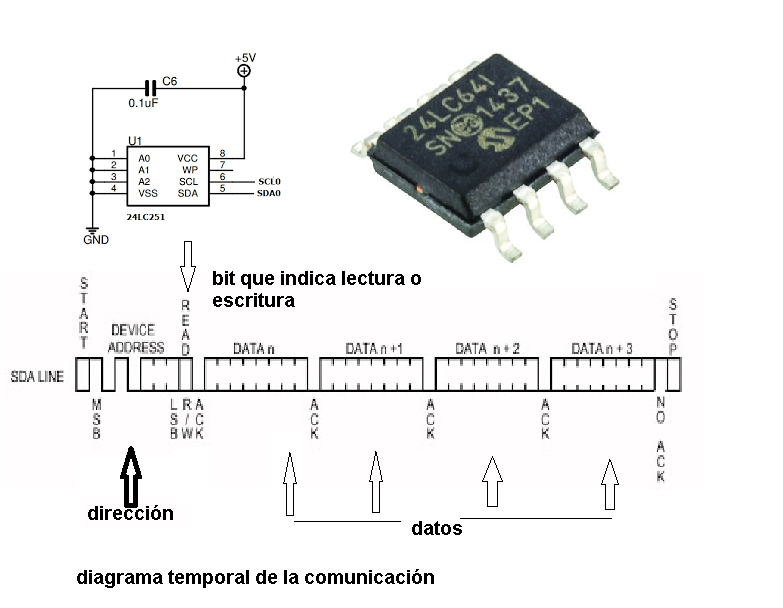 +5V
C6
0.1uF
U1
1 A0 VCC 8
2 A1 WP 7
3 A2 SCL 6 SCL0
4 VSS SDA 5 SDA0
24LC251
GND
24LC64I
SN 1437
EP1
bit que indica lectura o
escritura
START
DEVICE
ADDRESS
READ
DATA n
DATA n+1
DATA n + 2
DATA n + 3
STOP
SDA LINE
MSB
LSB
R/W
ACK
ACK
ACK
ACK
NO ACK
dirección
datos
diagrama temporal de la comunicación